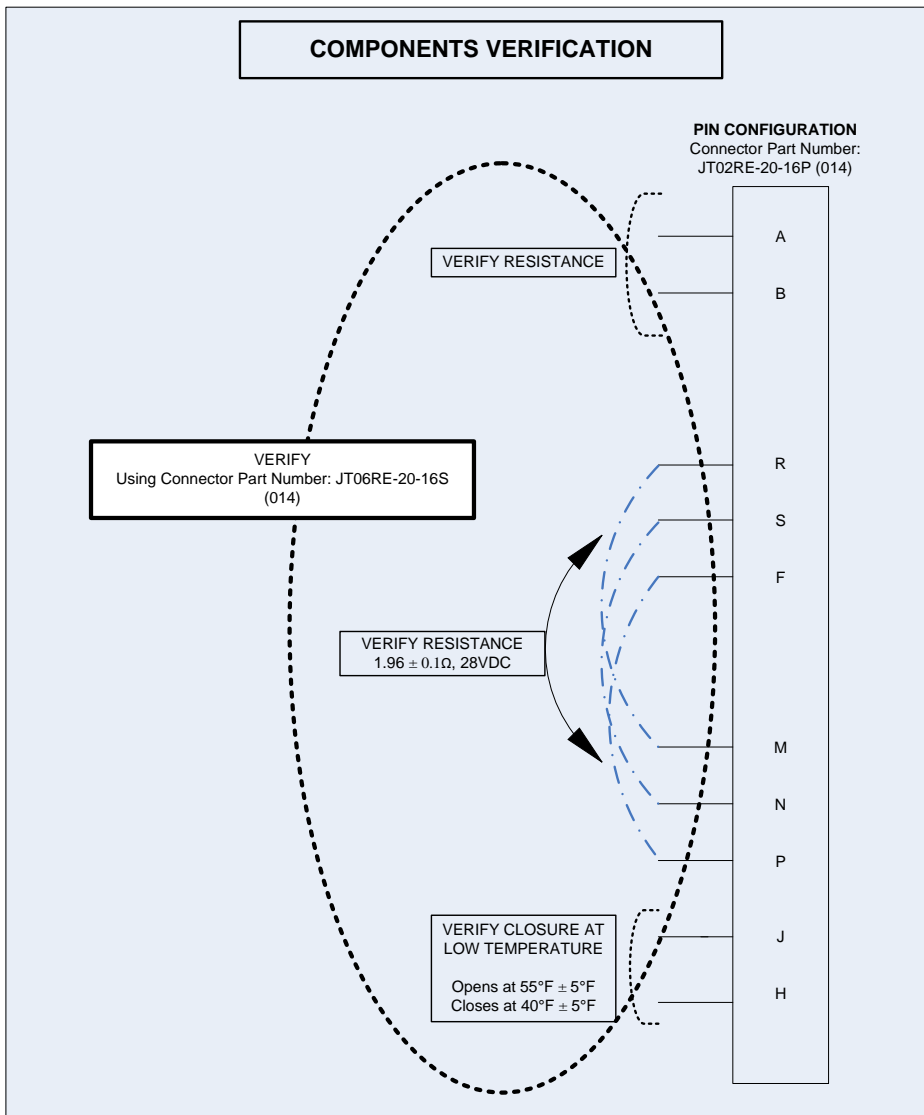 COMPONENTS VERIFICATION
PIN CONFIGURATION
Connector Part Number:
JT02RE-20-16P (014)
A
VERIFY RESISTANCE
B
R
VERIFY
Using Connector Part Number: JT06RE-20-16S
(014)
S
F
VERIFY RESISTANCE
1.96 ± 0.1Ω, 28VDC
M
N
P
VERIFY CLOSURE AT
LOW TEMPERATURE
Opens at 55°F ± 5°F
Closes at 40°F ± 5°F
J
H